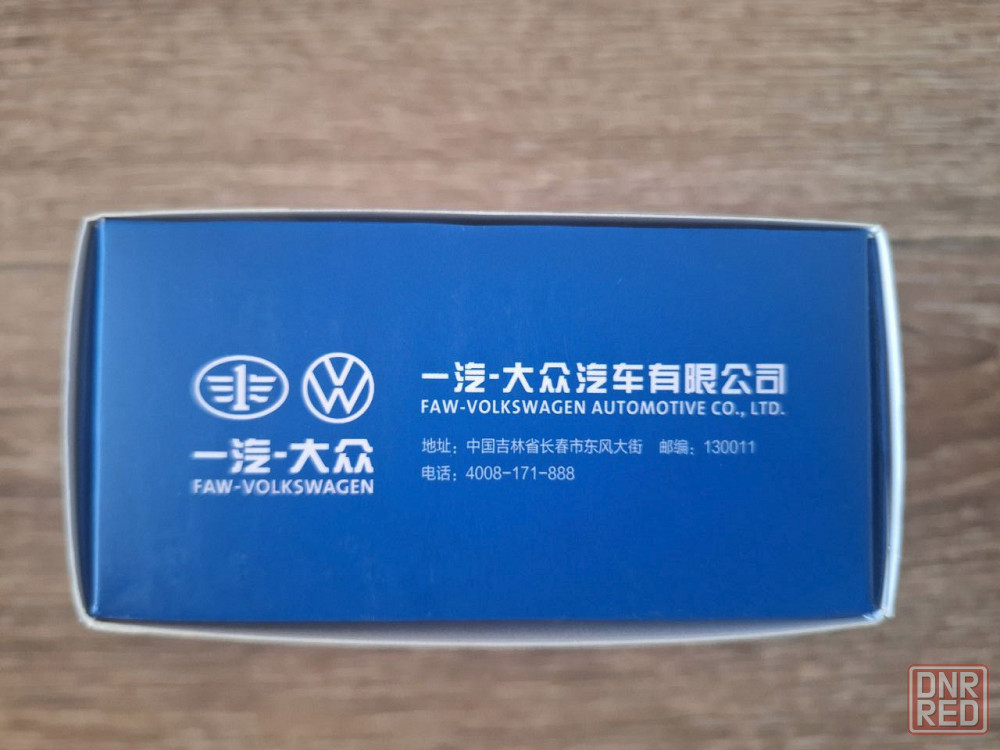 一汽-大众
FAW-VOLKSWAGEN
一汽-大众汽车有限公司
FAW-VOLKSWAGEN AUTOMOTIVE CO., LTD.
地址：中国吉林省长春市东风大街 邮编：130011
电话：4008-171-888
DNR
RED